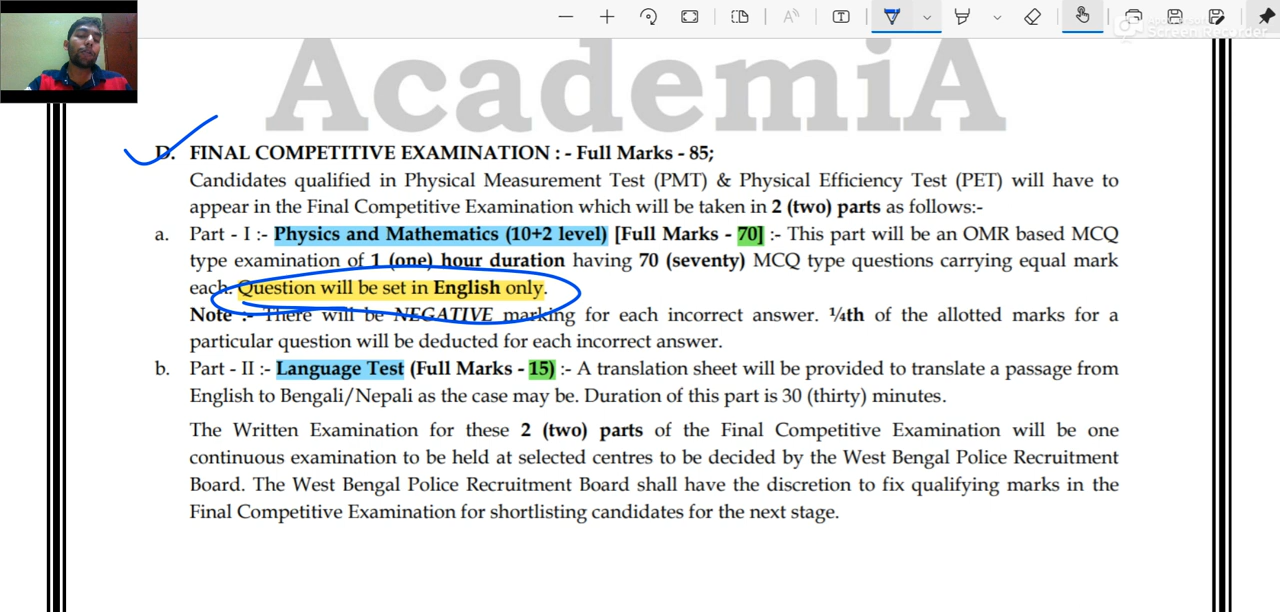 AcademiA
D. FINAL COMPETITIVE EXAMINATION : - Full Marks - 85;
Candidates qualified in Physical Measurement Test (PMT) & Physical Efficiency Test (PET) will have to
appear in the Final Competitive Examination which will be taken in 2 (two) parts as follows:-
a. Part - I :- Physics and Mathematics (10+2 level) [Full Marks - 70] :- This part will be an OMR based MCQ
type examination of 1 (one) hour duration having 70 (seventy) MCQ type questions carrying equal mark
each. Question will be set in English only.
Note :- There will be NEGATIVE marking for each incorrect answer. ¼th of the allotted marks for a
particular question will be deducted for each incorrect answer.
b. Part - II :- Language Test (Full Marks - 15) :- A translation sheet will be provided to translate a passage from
English to Bengali/Nepali as the case may be. Duration of this part is 30 (thirty) minutes.
The Written Examination for these 2 (two) parts of the Final Competitive Examination will be one
continuous examination to be held at selected centres to be decided by the West Bengal Police Recruitment
Board. The West Bengal Police Recruitment Board shall have the discretion to fix qualifying marks in the
Final Competitive Examination for shortlisting candidates for the next stage.
Screen Recorder